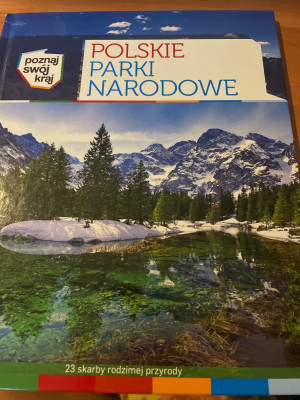 poznaj
swój
kraj
POLSKIE
PARKI
NARODOWE
23 skarby rodzimej przyrody